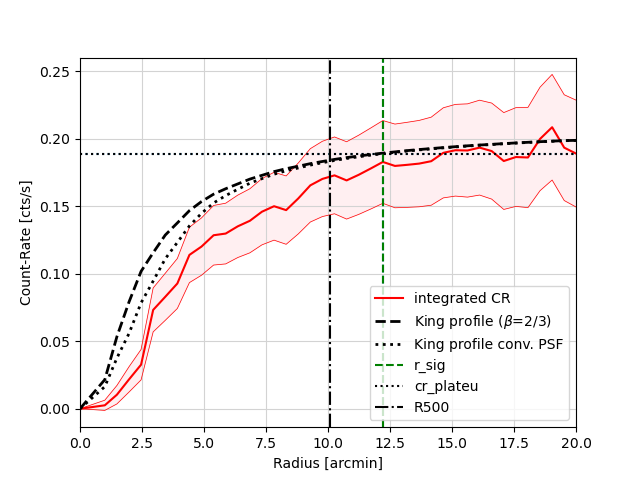 0.25
0.20
0.15
0.10
0.05
0.00
Count-Rate [cts/s]
integrated CR
King profile (β=2/3)
King profile conv. PSF
r_sig
cr_plateu
R500
0.0 2.5 5.0 7.5 10.0 12.5 15.0 17.5 20.0
Radius [arcmin]